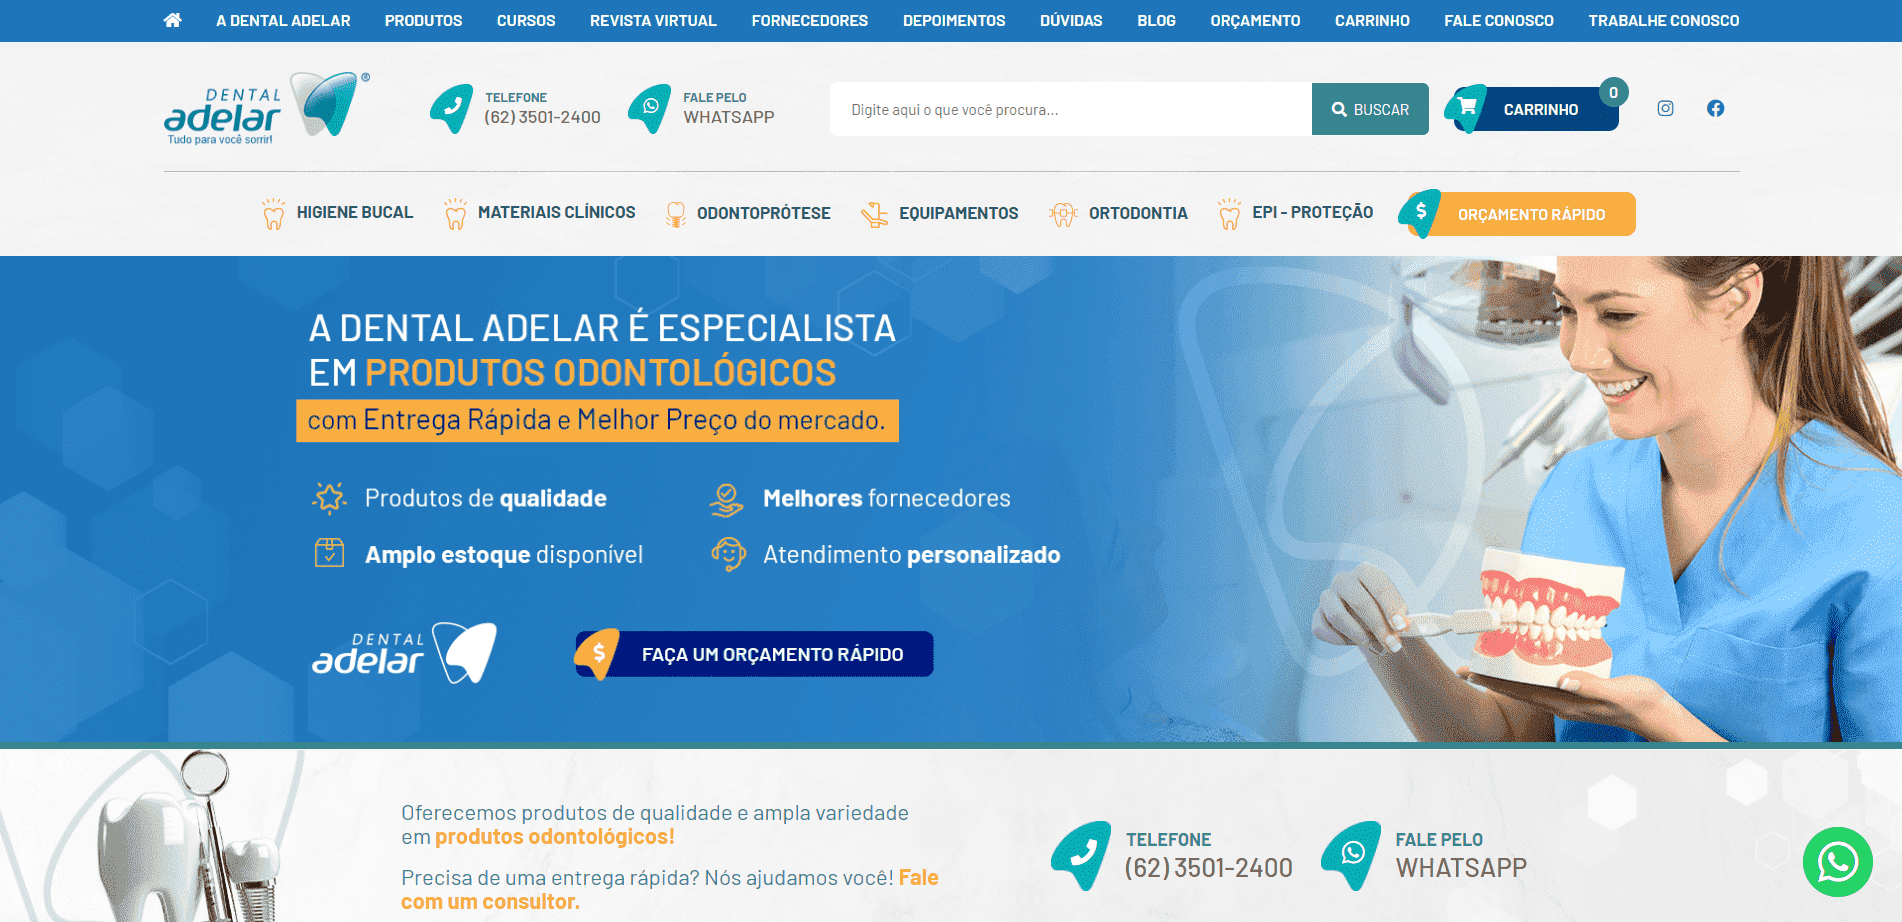 A DENTAL ADELAR PRODUTOS CURSOS REVISTA VIRTUAL FORNECEDORES DEPOIMENTOS DÚVIDAS BLOG ORÇAMENTO CARRINHO FALE CONOSCO TRABALHE CONOSCO
DENTAL ®
adelar
Tudo para você sorrir!
TELEFONE
(62) 3501-2400
FALE PELO
WHATSAPP
Digite aqui o que você procura...
BUSCAR
CARRINHO
0
HIGIENE BUCAL MATERIAIS CLÍNICOS ODONTOPRÓTESE EQUIPAMENTOS ORTODONTIA EPI - PROTEÇÃO $ ORÇAMENTO RÁPIDO
A DENTAL ADELAR É ESPECIALISTA
EM PRODUTOS ODONTOLÓGICOS
com Entrega Rápida e Melhor Preço do mercado.
Produtos de qualidade
Melhores fornecedores
Amplo estoque disponível
Atendimento personalizado
DENTAL
adelar
$ FAÇA UM ORÇAMENTO RÁPIDO
Oferecemos produtos de qualidade e ampla variedade
em produtos odontológicos!
Precisa de uma entrega rápida? Nós ajudamos você! Fale
com um consultor.
TELEFONE
(62) 3501-2400
FALE PELO
WHATSAPP